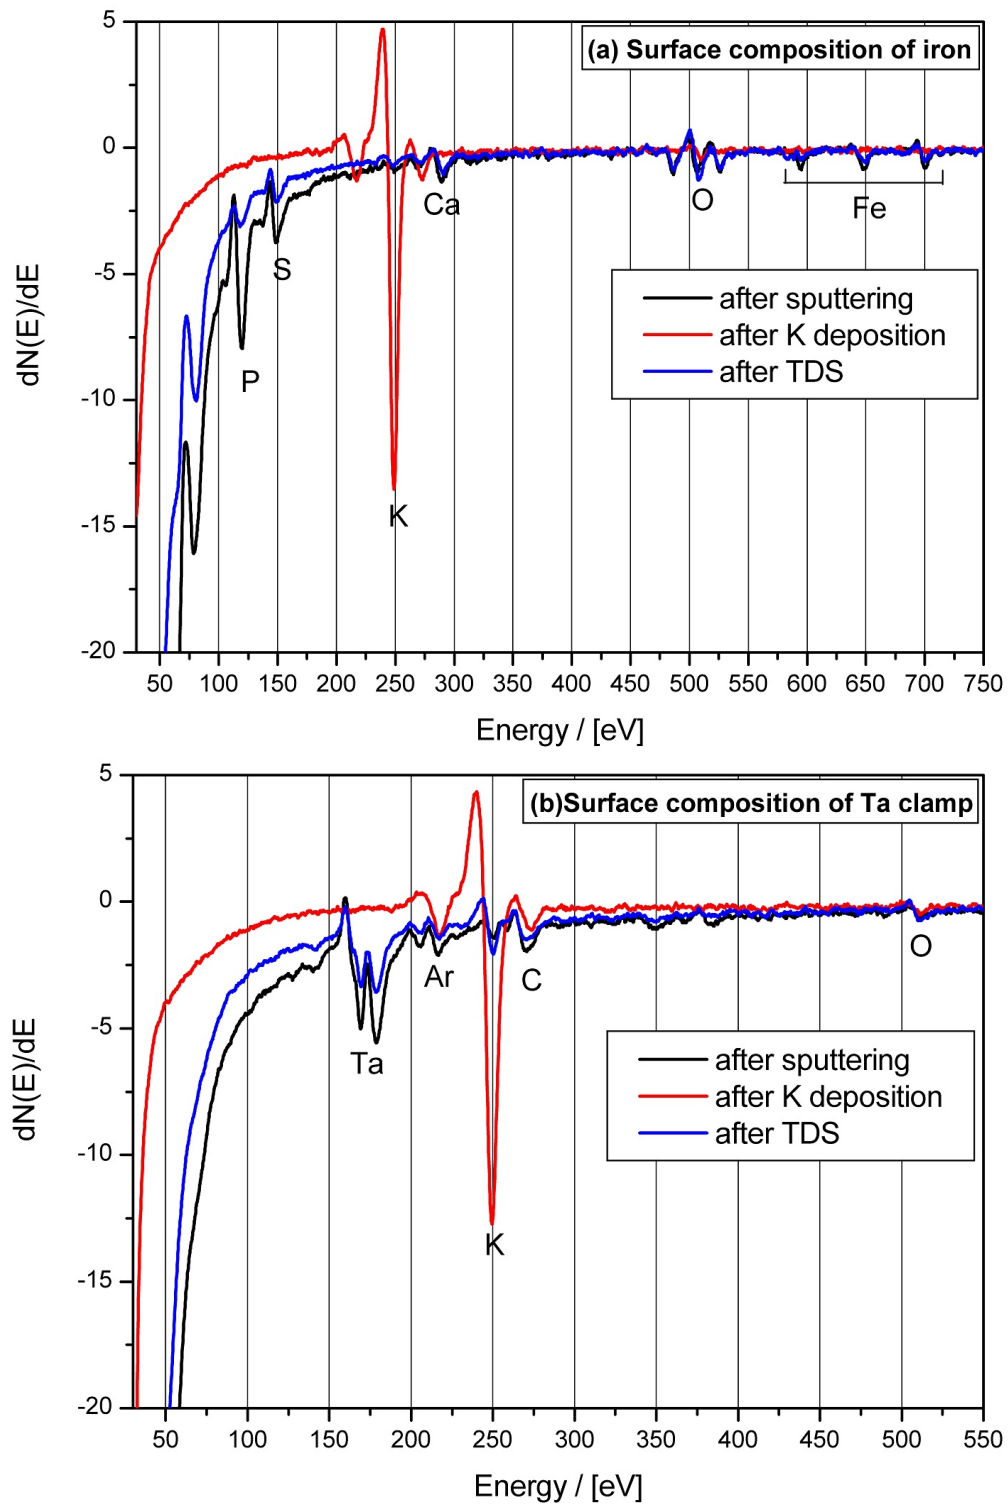 (a) Surface composition of iron
5
0
-5
-10
-15
-20
dN(E)/dE
P
S
K
Ca
O
Fe
after sputtering
after K deposition
after TDS
50 100 150 200 250 300 350 400 450 500 550 600 650 700 750
Energy / [eV]
(b)Surface composition of Ta clamp
5
0
-5
-10
-15
-20
dN(E)/dE
Ta
Ar
K
C
O
after sputtering
after K deposition
after TDS
50 100 150 200 250 300 350 400 450 500 550
Energy / [eV]